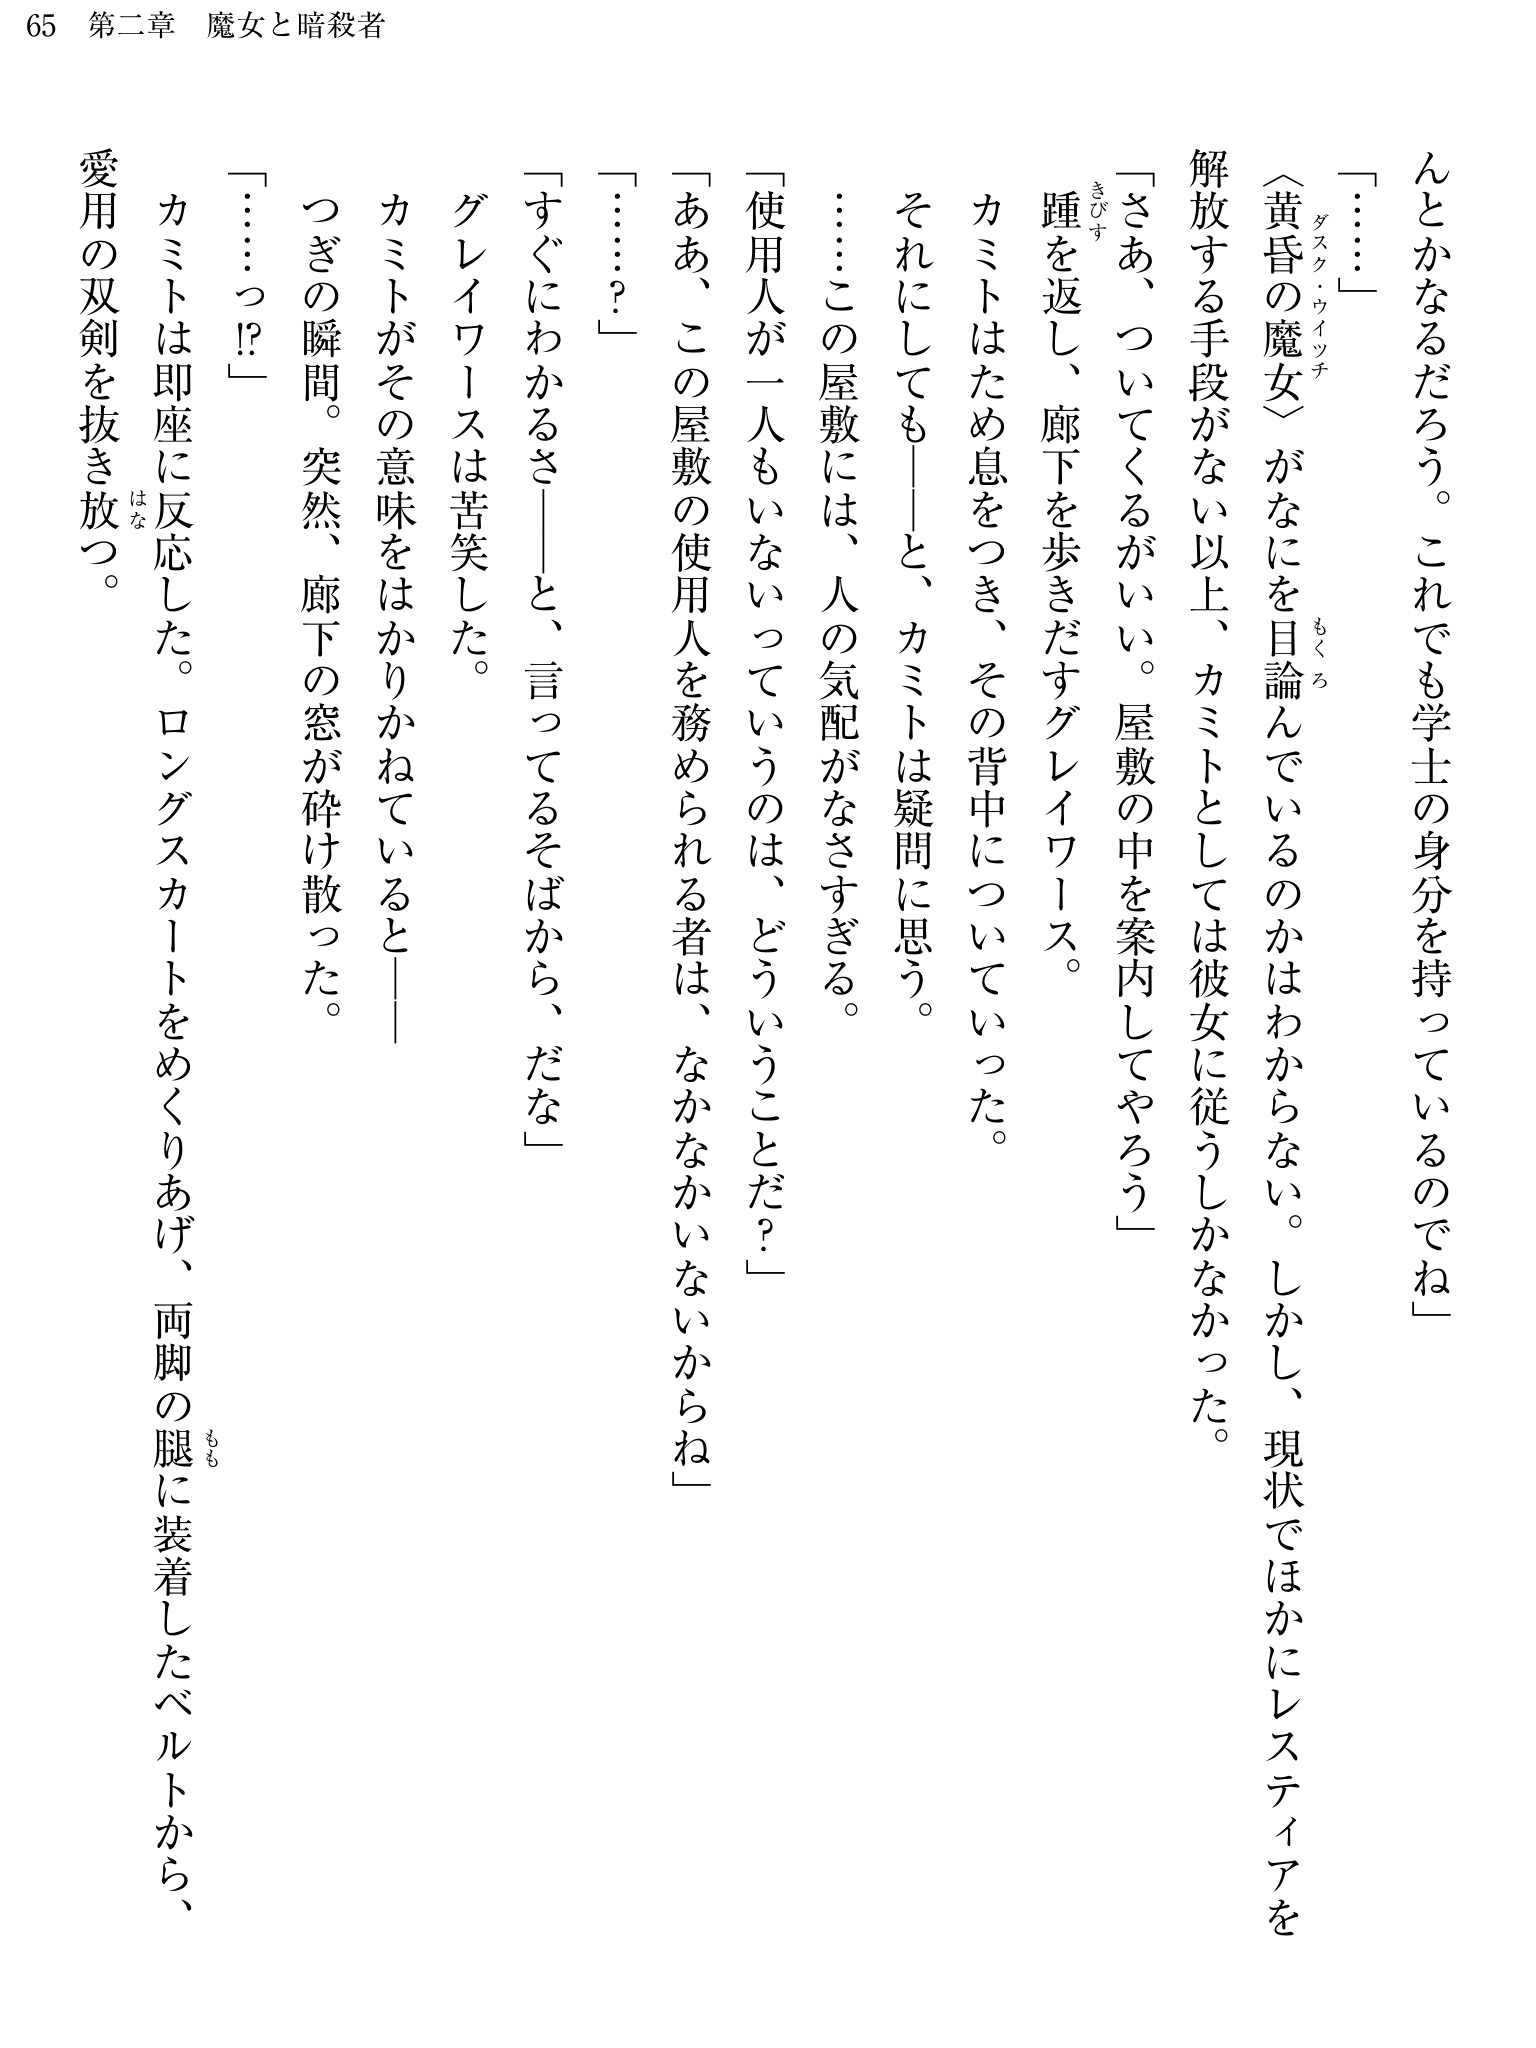 65　第二章　魔女と暗殺者
んとかなるだろう。これでも学士の身分を持っているのでね」
「……」
〈黄昏の魔女〉がなにを目論んでいるのかはわからない。しかし、現状でほかにレスティアを
ダスク・ウイッチ
もくろ
解放する手段がない以上、カミトとしては彼女に従うしかなかった。
「さあ、ついてくるがいい。屋敷の中を案内してやろう」
踵を返し、廊下を歩きだすグレイワース。
きびす
カミトはため息をつき、その背中についていった。
それにしても――と、カミトは疑問に思う。
……この屋敷には、人の気配がなさすぎる。
「使用人が一人もいないっていうのは、どういうことだ?」
「ああ、この屋敷の使用人を務められる者は、なかなかいないからね」
「……?」
「すぐにわかるさ――と、言ってるそばから、だな」
グレイワースは苦笑した。
カミトがその意味をはかりかねていると――
つぎの瞬間。突然、廊下の窓が砕け散った。
「……っ!?」
カミトは即座に反応した。ロングスカートをめくりあげ、両脚の腿に装着したベルトから、
もも
愛用の双剣を抜き放つ。
はな